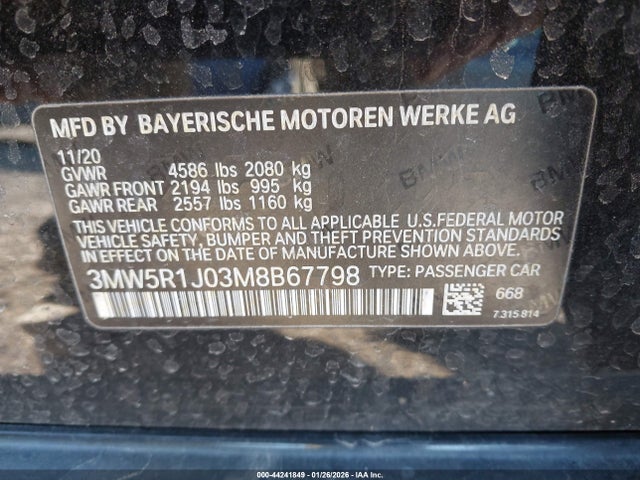 MFD BY BAYERISCHE MOTOREN WERKE AG
11/20
GVWR 4586 lbs 2080 kg
GAWR FRONT 2194 lbs 995 kg
GAWR REAR 2557 lbs 1160 kg
THIS VEHICLE CONFORMS TO ALL APPLICABLE U.S.FEDERAL MOTOR
VEHICLE SAFETY, BUMPER AND THEFT PREVENTION STANDARDS
IN EFFECT ON THE DATE OF MANUFACTURE SHOWN ABOVE.
3MW5R1J03M8B67798 TYPE: PASSENGER CAR
668
7.315 814
000-44241849 | 01/26/2026 - IAA Inc.